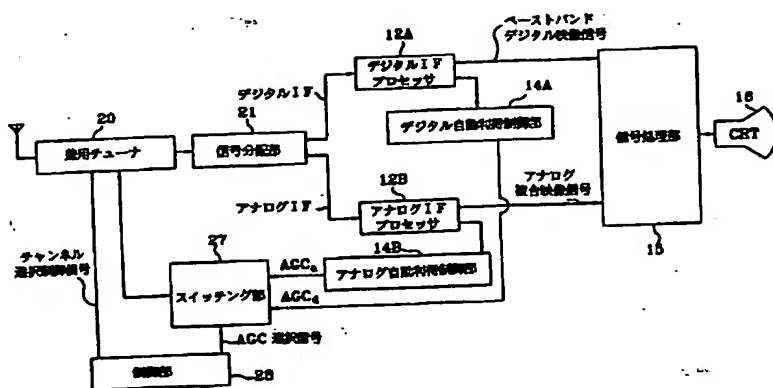 12A
ベーストバンド
デジタル映像信号
デジタルＩＦ
プロセッサ
14A
16
20
21
デジタルＩＦ
デジタル自動利得制御部
兼用チューナ
信号分配部
信号処理部
CRT
12B
アナログＩＦ
アナログＩＦ
プロセッサ
アナログ
複合映像信号
15
チャンネル
選択制御信号
27
14B
AGCa
アナログ自動利得制御部
スイッチング部
AGCd
AGC 選択信号
制御部
28